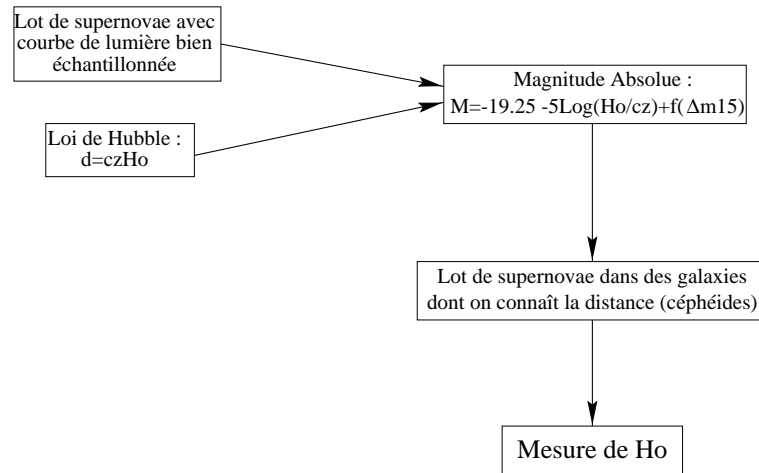 Lot de supernovae avec
courbe de lumière bien
échantillonnée
Magnitude Absolue :
M=-19.25 -5Log(Ho/cz)+f(Δm15)
Loi de Hubble :
d=czHo
Lot de supernovae dans des galaxies
dont on connaît la distance (céphéides)
Mesure de Ho